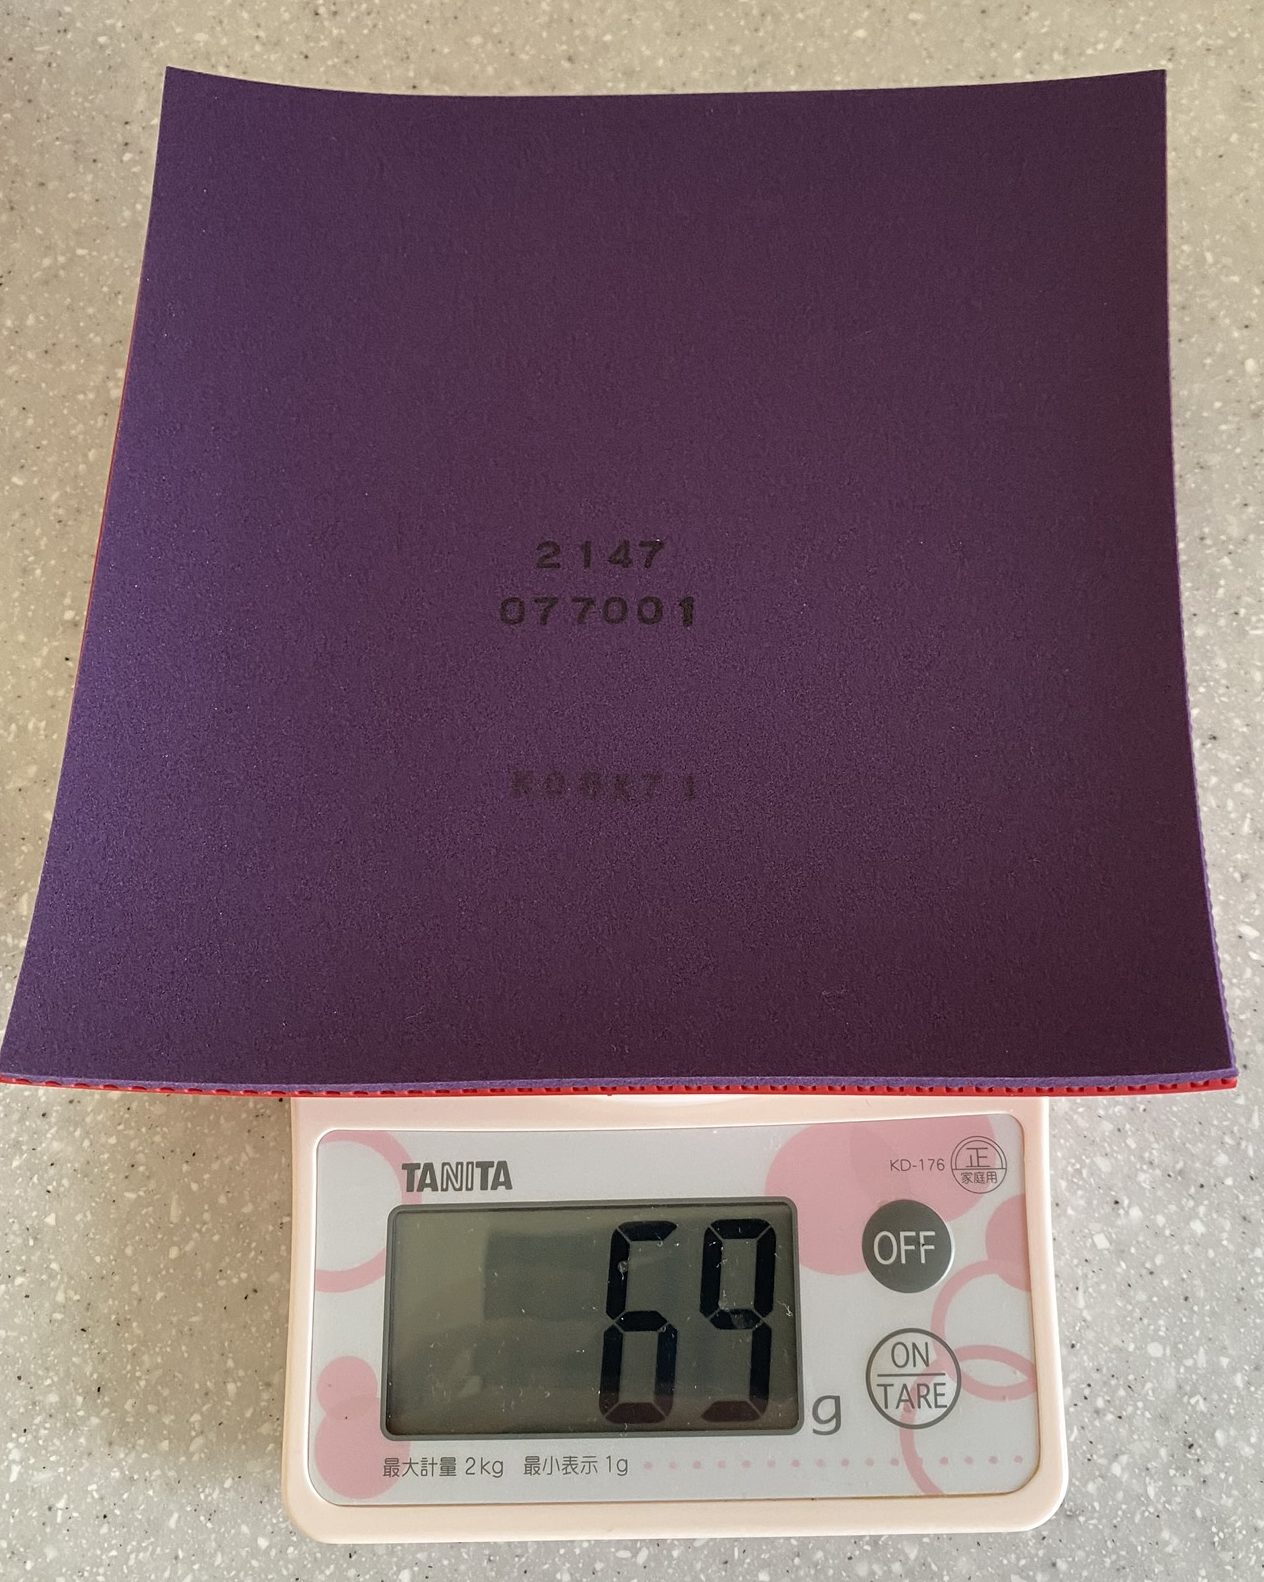 2147
077001
TANITA
KD-176
正
家庭用
OFF
69 g
ON
TARE
最大計量 2kg 最小表示 1g